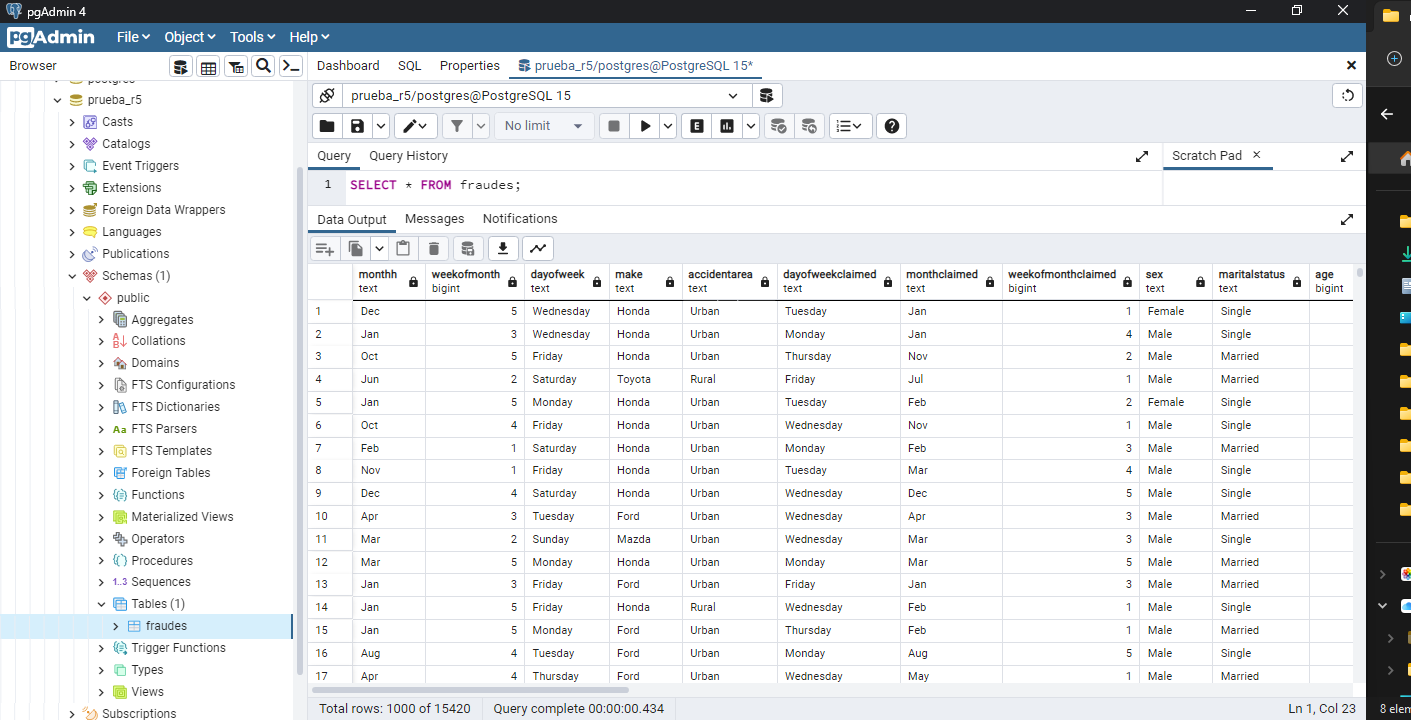 pgAdmin 4
pgAdmin
File Object Tools Help
Browser
Dashboard SQL Properties prueba_r5/postgres@PostgreSQL 15*
postgres
prueba_r5
Casts
Catalogs
Event Triggers
Extensions
Foreign Data Wrappers
Languages
Publications
Schemas (1)
public
Aggregates
Collations
Domains
FTS Configurations
FTS Dictionaries
Aa FTS Parsers
FTS Templates
Foreign Tables
Functions
Materialized Views
Operators
Procedures
1..3 Sequences
Tables (1)
fraudes
Trigger Functions
Types
Views
Subscriptions
prueba_r5/postgres@PostgreSQL 15
No limit
E
Query Query History
Scratch Pad
1 SELECT * FROM fraudes;
Data Output Messages Notifications
monthh weekofmonth dayofweek make accidentarea dayofweekclaimed monthclaimed weekofmonthclaimed sex maritalstatus age
text bigint text text text text text bigint text text bigint
1 Dec 5 Wednesday Honda Urban Tuesday Jan 1 Female Single
2 Jan 3 Wednesday Honda Urban Monday Jan 4 Male Single
3 Oct 5 Friday Honda Urban Thursday Nov 2 Male Married
4 Jun 2 Saturday Toyota Rural Friday Jul 1 Male Married
5 Jan 5 Monday Honda Urban Tuesday Feb 2 Female Single
6 Oct 4 Friday Honda Urban Wednesday Nov 1 Male Single
7 Feb 1 Saturday Honda Urban Monday Feb 3 Male Married
8 Nov 1 Friday Honda Urban Tuesday Mar 4 Male Single
9 Dec 4 Saturday Honda Urban Wednesday Dec 5 Male Single
10 Apr 3 Tuesday Ford Urban Wednesday Apr 3 Male Married
11 Mar 2 Sunday Mazda Urban Wednesday Mar 3 Male Single
12 Mar 5 Monday Honda Urban Monday Mar 5 Male Married
13 Jan 3 Friday Ford Urban Friday Jan 3 Male Married
14 Jan 5 Friday Honda Rural Wednesday Feb 1 Male Single
15 Jan 5 Monday Ford Urban Thursday Feb 1 Male Married
16 Aug 4 Tuesday Ford Urban Monday Aug 5 Male Single
17 Apr 4 Thursday Ford Urban Wednesday May 1 Male Married
Total rows: 1000 of 15420 Query complete 00:00:00.434 Ln 1, Col 23
8 elem